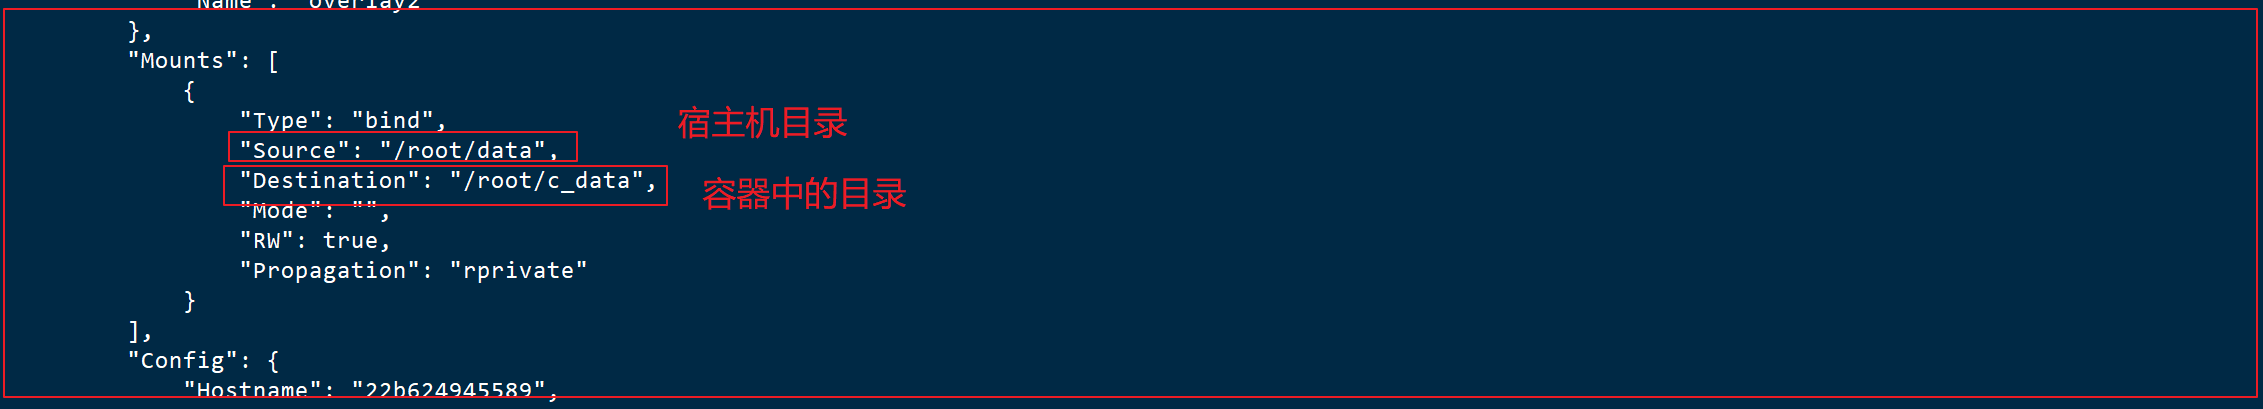 "Name": "overlay2"
},
"Mounts": [
{
"Type": "bind",
宿主机目录
"Source": "/root/data",
"Destination": "/root/c_data",
容器中的目录
"Mode": "",
"RW": true,
"Propagation": "rprivate"
}
],
"Config": {
"Hostname": "22b624945589",